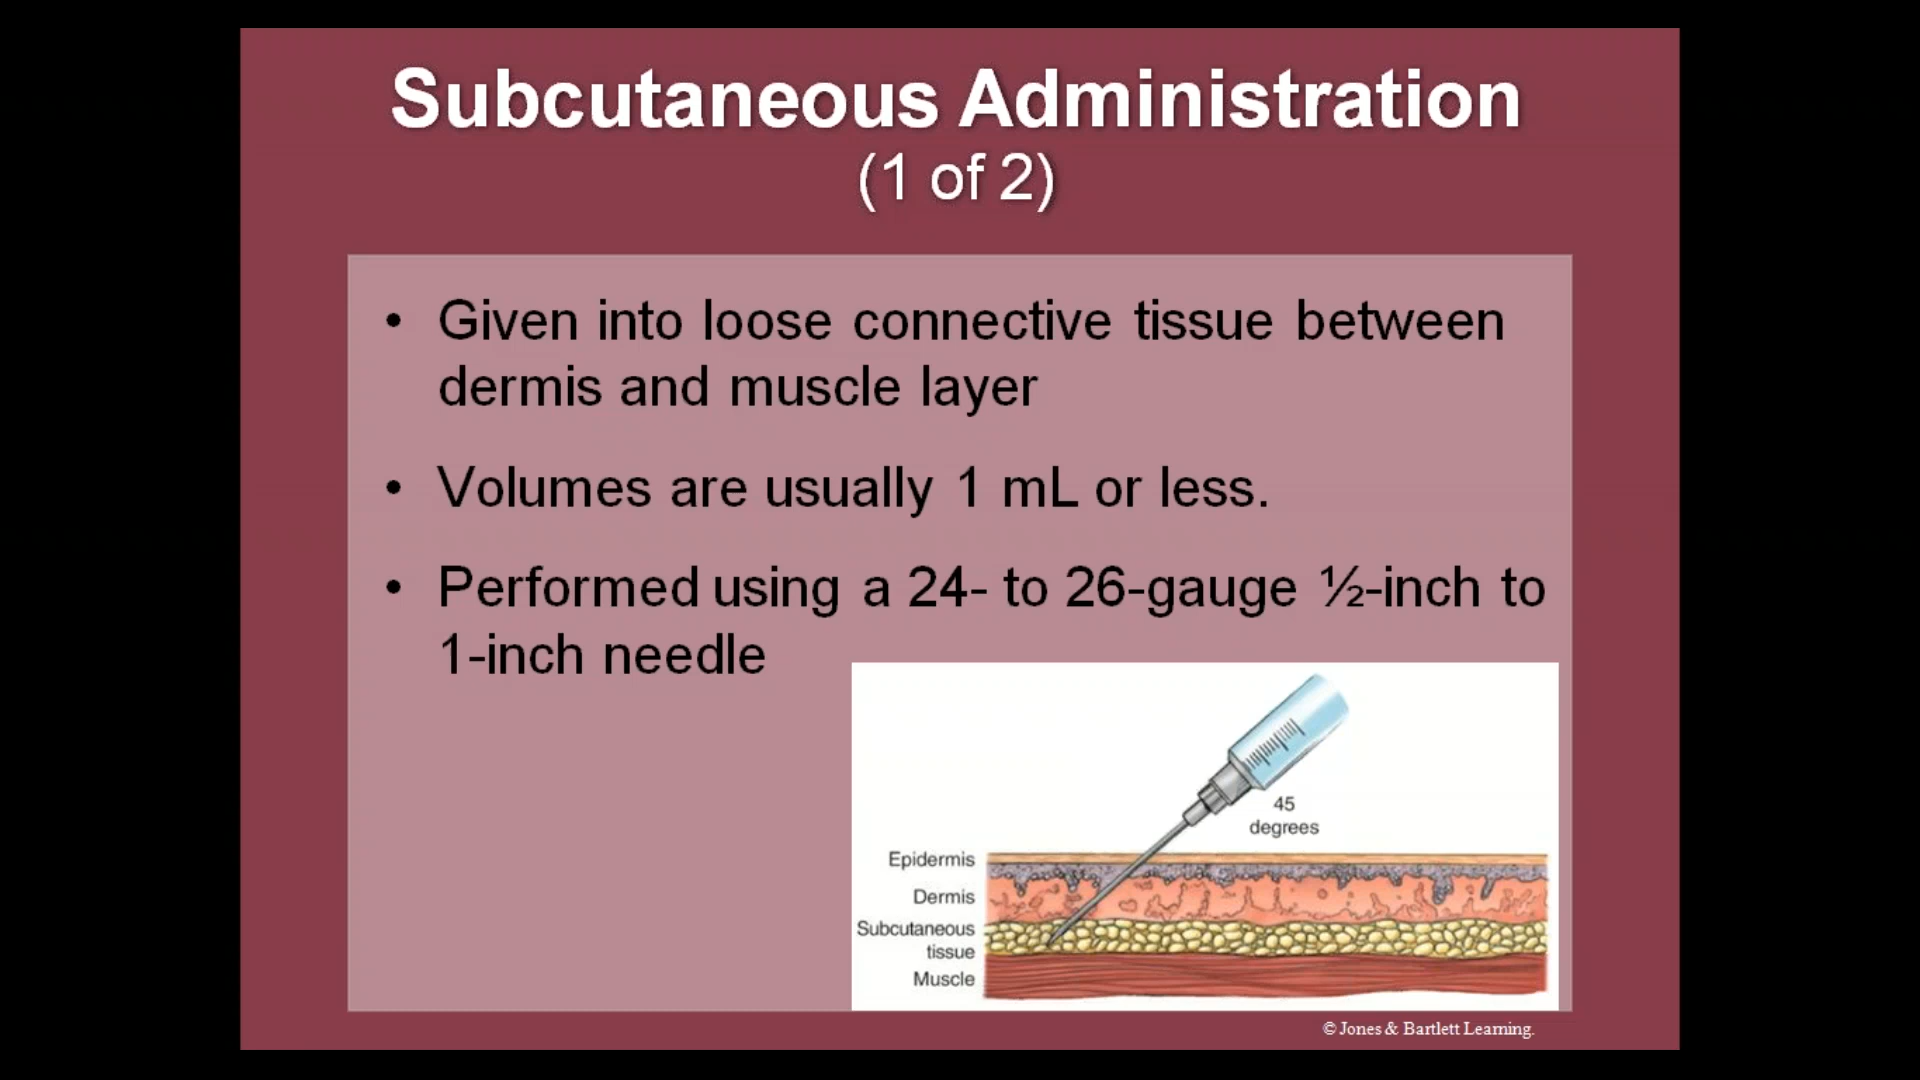 Subcutaneous Administration
(1 of 2)
• Given into loose connective tissue between
dermis and muscle layer
• Volumes are usually 1 mL or less.
• Performed using a 24- to 26-gauge ½-inch to
1-inch needle
45
degrees
Epidermis
Dermis
Subcutaneous
tissue
Muscle
© Jones & Bartlett Learning.